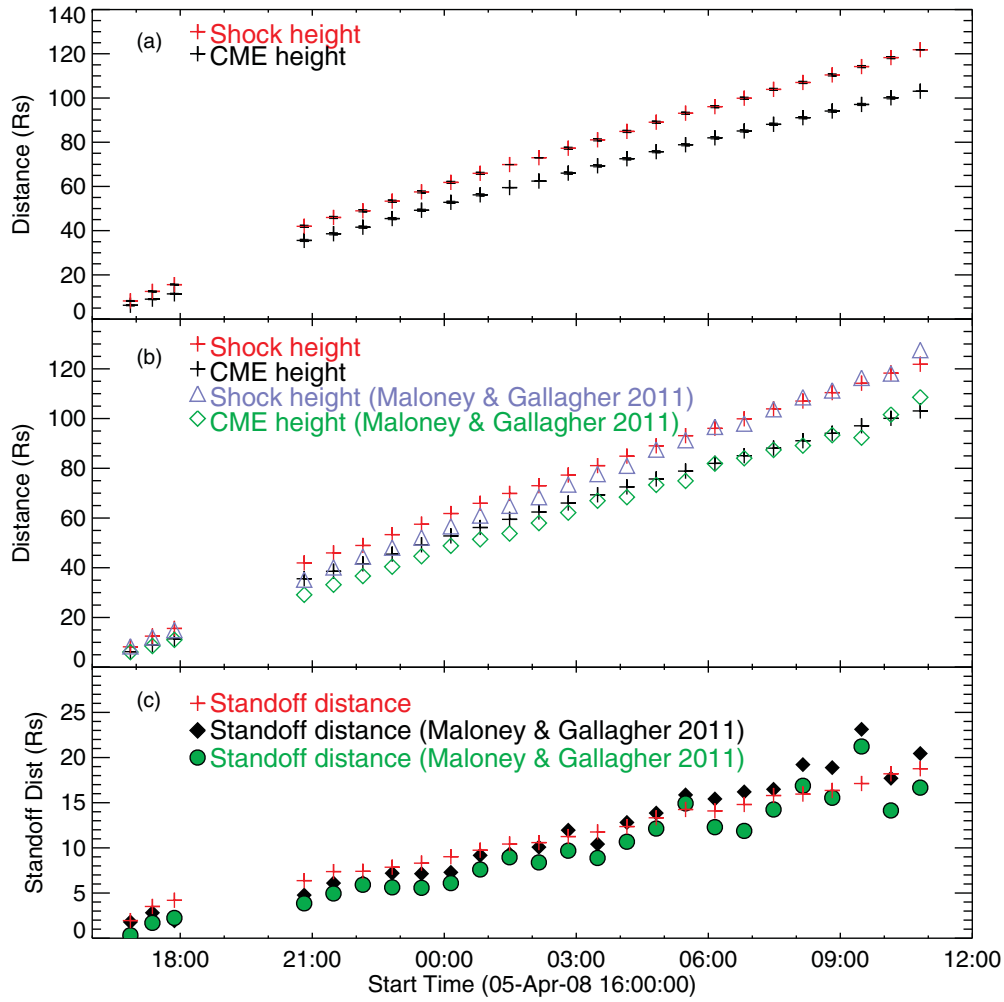 140
120
100
80
60
40
20
0
Distance (Rs)
(a)
Shock height
CME height
120
100
80
60
40
20
0
Distance (Rs)
(b)
Shock height
CME height
Shock height (Maloney & Gallagher 2011)
CME height (Maloney & Gallagher 2011)
25
20
15
10
5
0
Standoff Dist (Rs)
(c)
Standoff distance
Standoff distance (Maloney & Gallagher 2011)
Standoff distance (Maloney & Gallagher 2011)
18:00 21:00 00:00 03:00 06:00 09:00 12:00
Start Time (05-Apr-08 16:00:00)